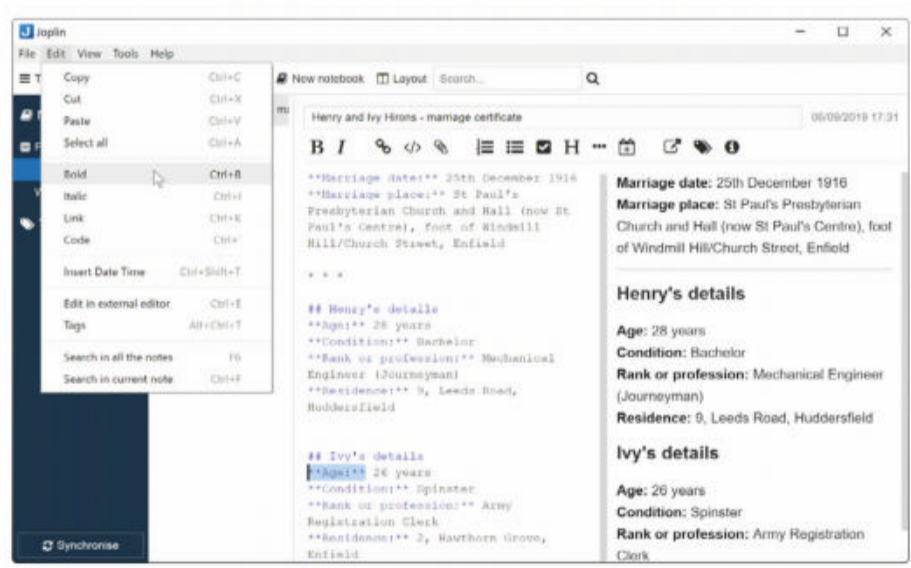 Joplin
File Edit View Tools Help
New notebook Layout Search...
Copy Ctrl+C
Cut Ctrl+X
Paste Ctrl+V
Select all Ctrl+A
Bold Ctrl+B
Italic Ctrl+I
Link Ctrl+K
Code Ctrl+`
Insert Date Time Ctrl+Shift+T
Edit in external editor Ctrl+E
Tags Alt+Ctrl+T
Search in all the notes F6
Search in current note Ctrl+F
Synchronise
Henry and Ivy Hirons - marriage certificate 06/09/2019 17:31
**Marriage date:** 25th December 1916
**Marriage place:** St Paul's
Presbyterian Church and Hall (now St
Paul's Centre), foot of Windmill
Hill/Church Street, Enfield
* * *
## Henry's details
**Age:** 28 years
**Condition:** Bachelor
**Rank or profession:** Mechanical
Engineer (Journeyman)
**Residence:** 9, Leeds Road,
Huddersfield
## Ivy's details
**Age:** 26 years
**Condition:** Spinster
**Rank or profession:** Army
Registration Clerk
**Residence:** 2, Hawthorn Grove,
Enfield
Marriage date: 25th December 1916
Marriage place: St Paul's Presbyterian
Church and Hall (now St Paul's Centre), foot
of Windmill Hill/Church Street, Enfield
Henry's details
Age: 28 years
Condition: Bachelor
Rank or profession: Mechanical Engineer
(Journeyman)
Residence: 9, Leeds Road, Huddersfield
Ivy's details
Age: 26 years
Condition: Spinster
Rank or profession: Army Registration
Clerk